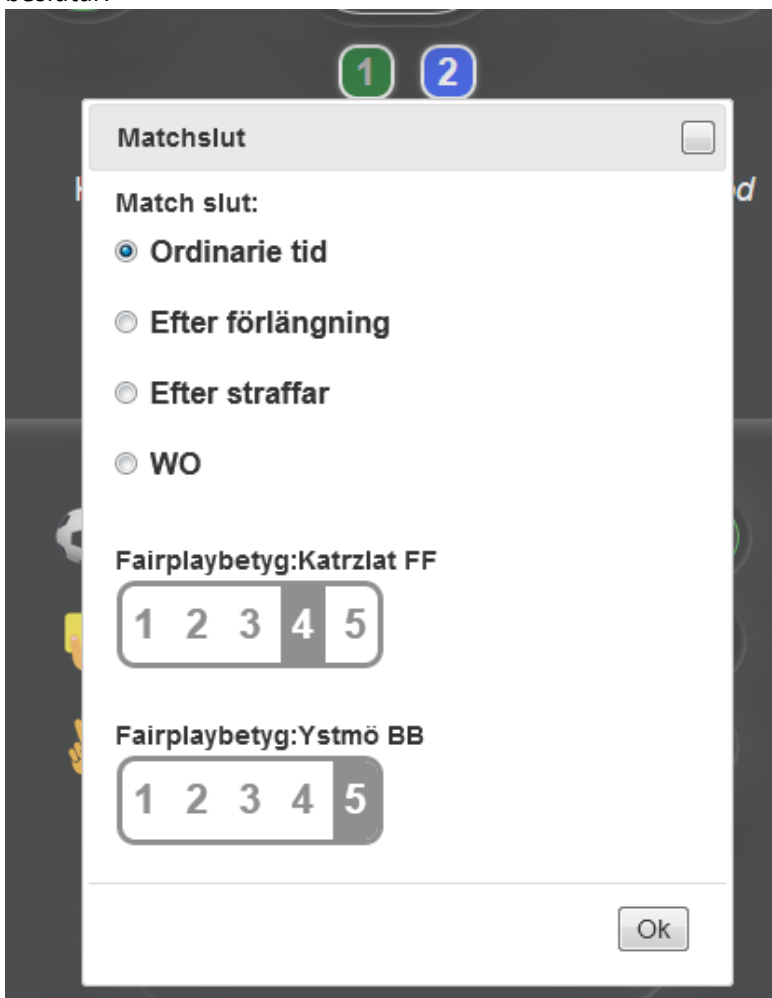 1 2
Matchslut
Match slut:
Ordinarie tid
Efter förlängning
Efter straffar
WO
Fairplaybetyg:Katrzlat FF
1 2 3 4 5
Fairplaybetyg:Ystmö BB
1 2 3 4 5
Ok